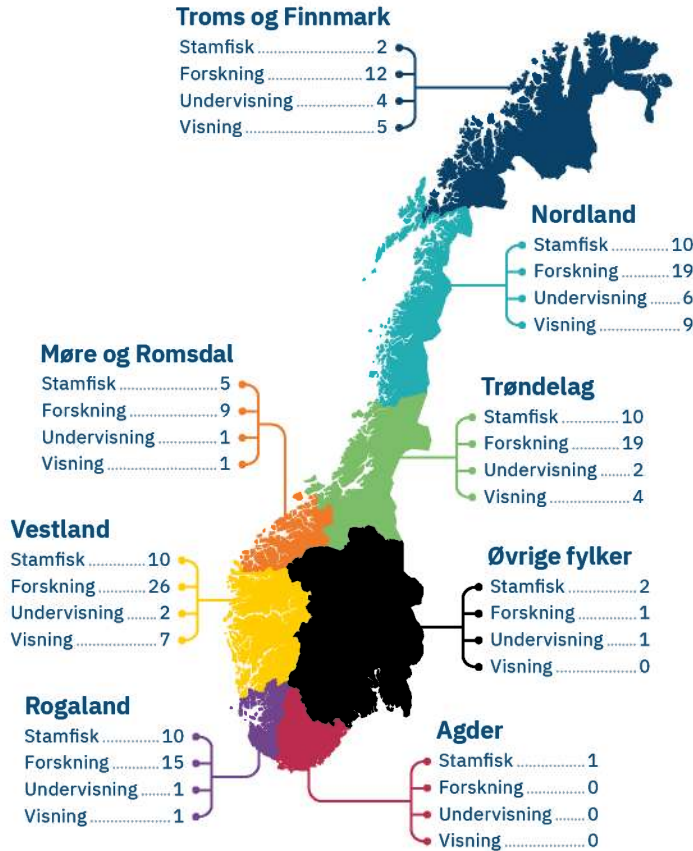 Troms og Finnmark
Stamfisk 2
Forskning 12
Undervisning 4
Visning 5
Nordland
Stamfisk 10
Forskning 19
Undervisning 6
Visning 9
Møre og Romsdal
Stamfisk 5
Forskning 9
Undervisning 1
Visning 1
Trøndelag
Stamfisk 10
Forskning 19
Undervisning 2
Visning 4
Vestland
Stamfisk 10
Forskning 26
Undervisning 2
Visning 7
Øvrige fylker
Stamfisk 2
Forskning 1
Undervisning 1
Visning 0
Rogaland
Stamfisk 10
Forskning 15
Undervisning 1
Visning 1
Agder
Stamfisk 1
Forskning 0
Undervisning 0
Visning 0